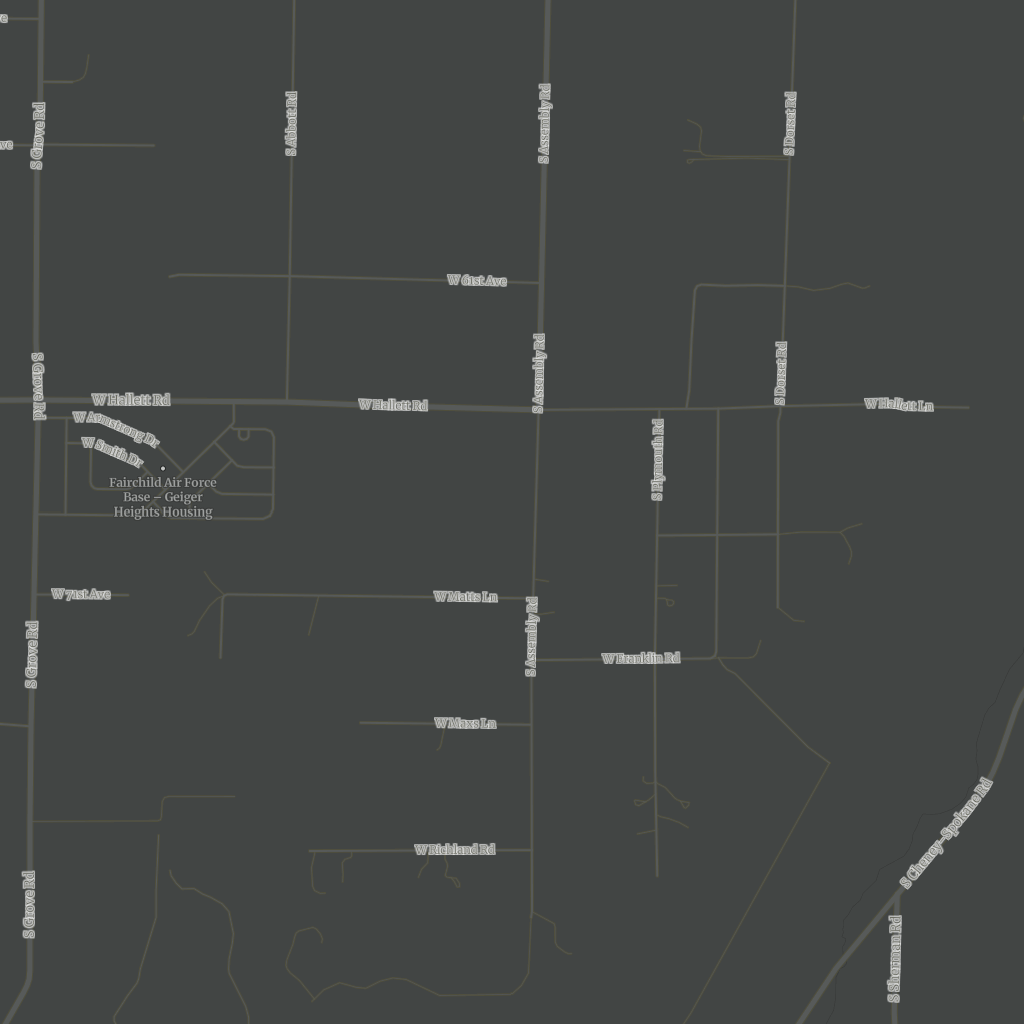 S Grove Rd
S Abbott Rd
S Assembly Rd
S Dorset Rd
W 61st Ave
S Grove Rd
S Assembly Rd
S Dorset Rd
W Hallett Rd
W Hallett Rd
W Hallett Ln
W Armstrong Dr
W Smith Dr
S Plymouth Rd
Fairchild Air Force
Base – Geiger
Heights Housing
W 71st Ave
W Matts Ln
S Grove Rd
S Assembly Rd
W Franklin Rd
W Maxs Ln
S Cheney-Spokane Rd
W Richland Rd
S Grove Rd
S Sherman Rd